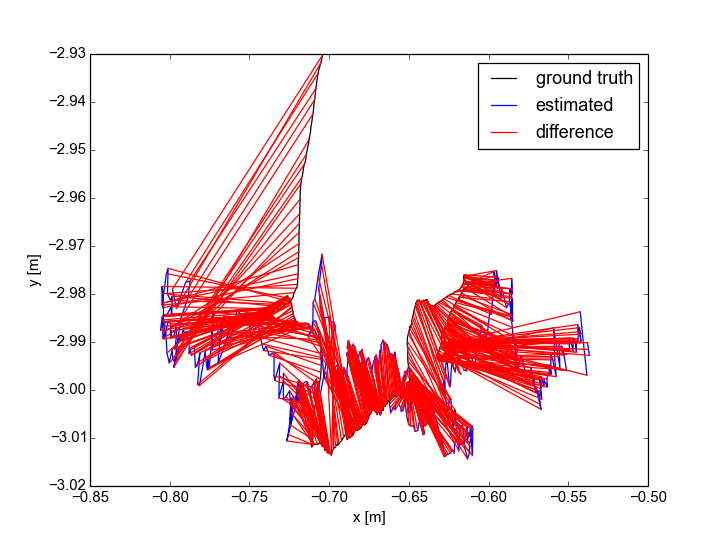 −2.93
−2.94
−2.95
−2.96
−2.97
−2.98
−2.99
−3.00
−3.01
−3.02
y [m]
ground truth
estimated
difference
−0.85 −0.80 −0.75 −0.70 −0.65 −0.60 −0.55 −0.50
x [m]